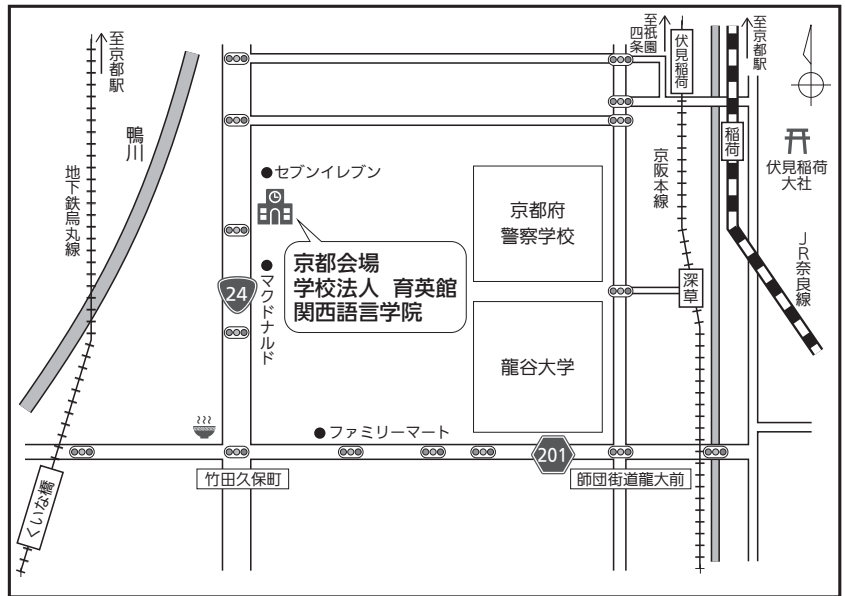 至京都駅
鴨川
地下鉄烏丸線
至祇園
四条
伏見稲荷
至京都駅
稲荷
伏見稲荷
大社
京阪本線
JR奈良線
セブンイレブン
京都府
警察学校
京都会場
学校法人 育英館
関西語言学院
24
マクドナルド
深草
龍谷大学
ファミリーマート
201
竹田久保町
師団街道龍大前
くいな橋